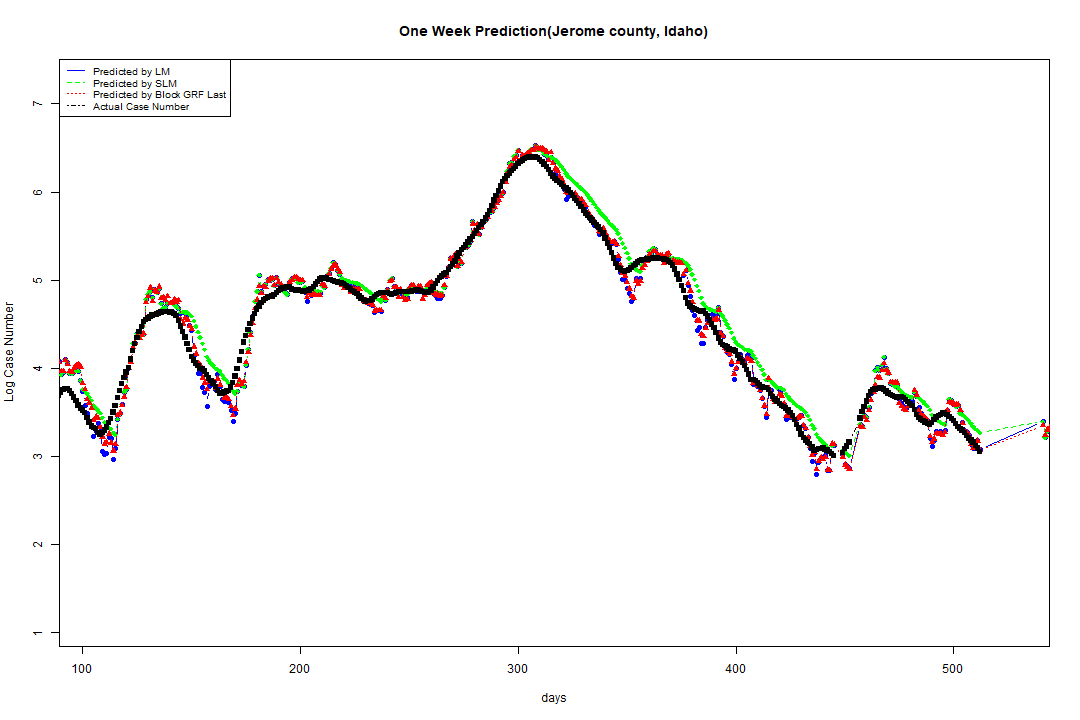 One Week Prediction(Jerome county, Idaho)
Predicted by LM
Predicted by SLM
Predicted by Block GRF Last
Actual Case Number
7
6
5
4
3
2
1
Log Case Number
100 200 300 400 500
days